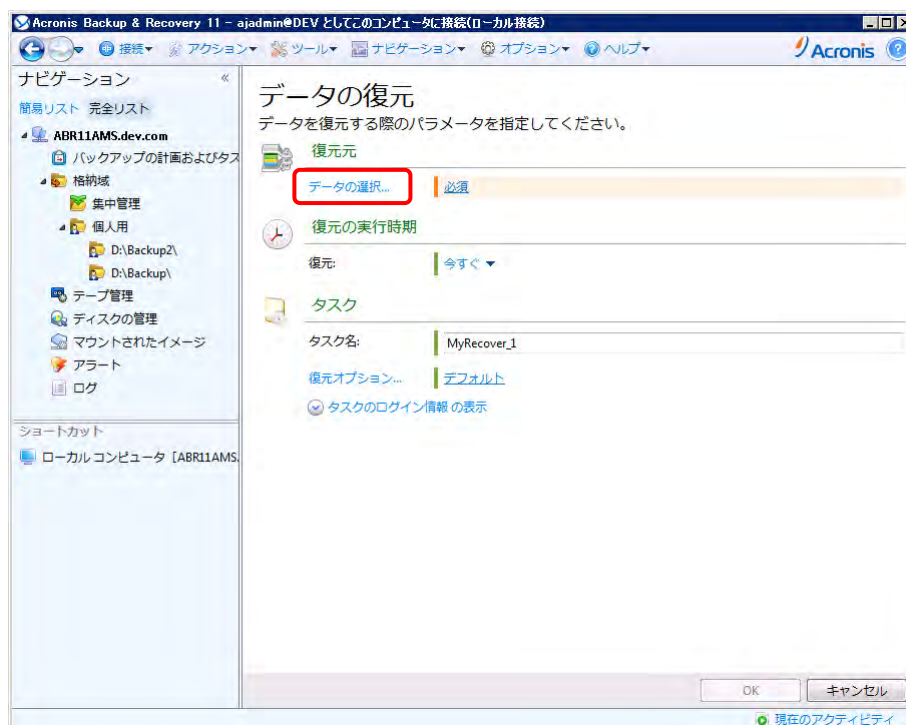 Acronis Backup & Recovery 11 - ajadmin@DEV としてこのコンピュータに接続(ローカル接続)
接続 アクション ツール ナビゲーション オプション ヘルプ Acronis
ナビゲーション «
簡易リスト 完全リスト
ABR11AMS.dev.com
バックアップの計画およびタス
格納域
集中管理
個人用
D:\Backup2\
D:\Backup\
テープ管理
ディスクの管理
マウントされたイメージ
アラート
ログ
ショートカット
ローカル コンピュータ [ABR11AMS.
データの復元
データを復元する際のパラメータを指定してください。
復元元
データの選択... 必須
復元の実行時期
復元: 今すぐ
タスク
タスク名: MyRecover_1
復元オプション... デフォルト
タスクのログイン情報 の表示
OK キャンセル
現在のアクティビティ